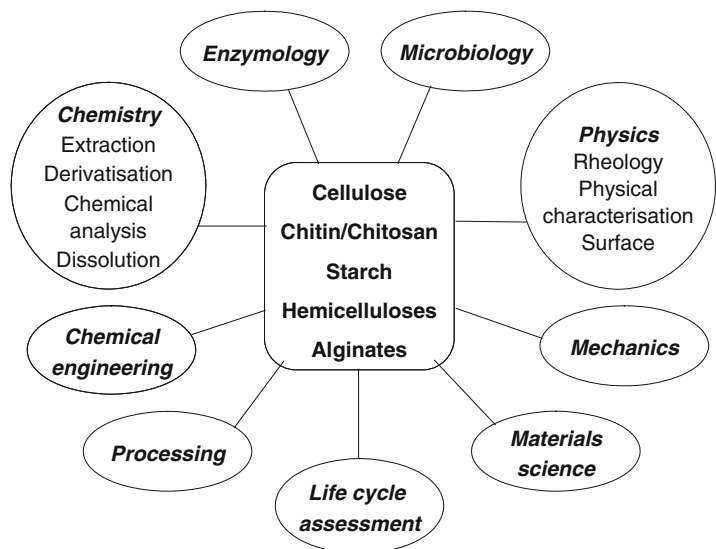 Enzymology
Microbiology
Chemistry
Extraction
Derivatisation
Chemical
analysis
Dissolution
Physics
Rheology
Physical
characterisation
Surface
Cellulose
Chitin/Chitosan
Starch
Hemicelluloses
Alginates
Chemical
engineering
Mechanics
Processing
Materials
science
Life cycle
assessment